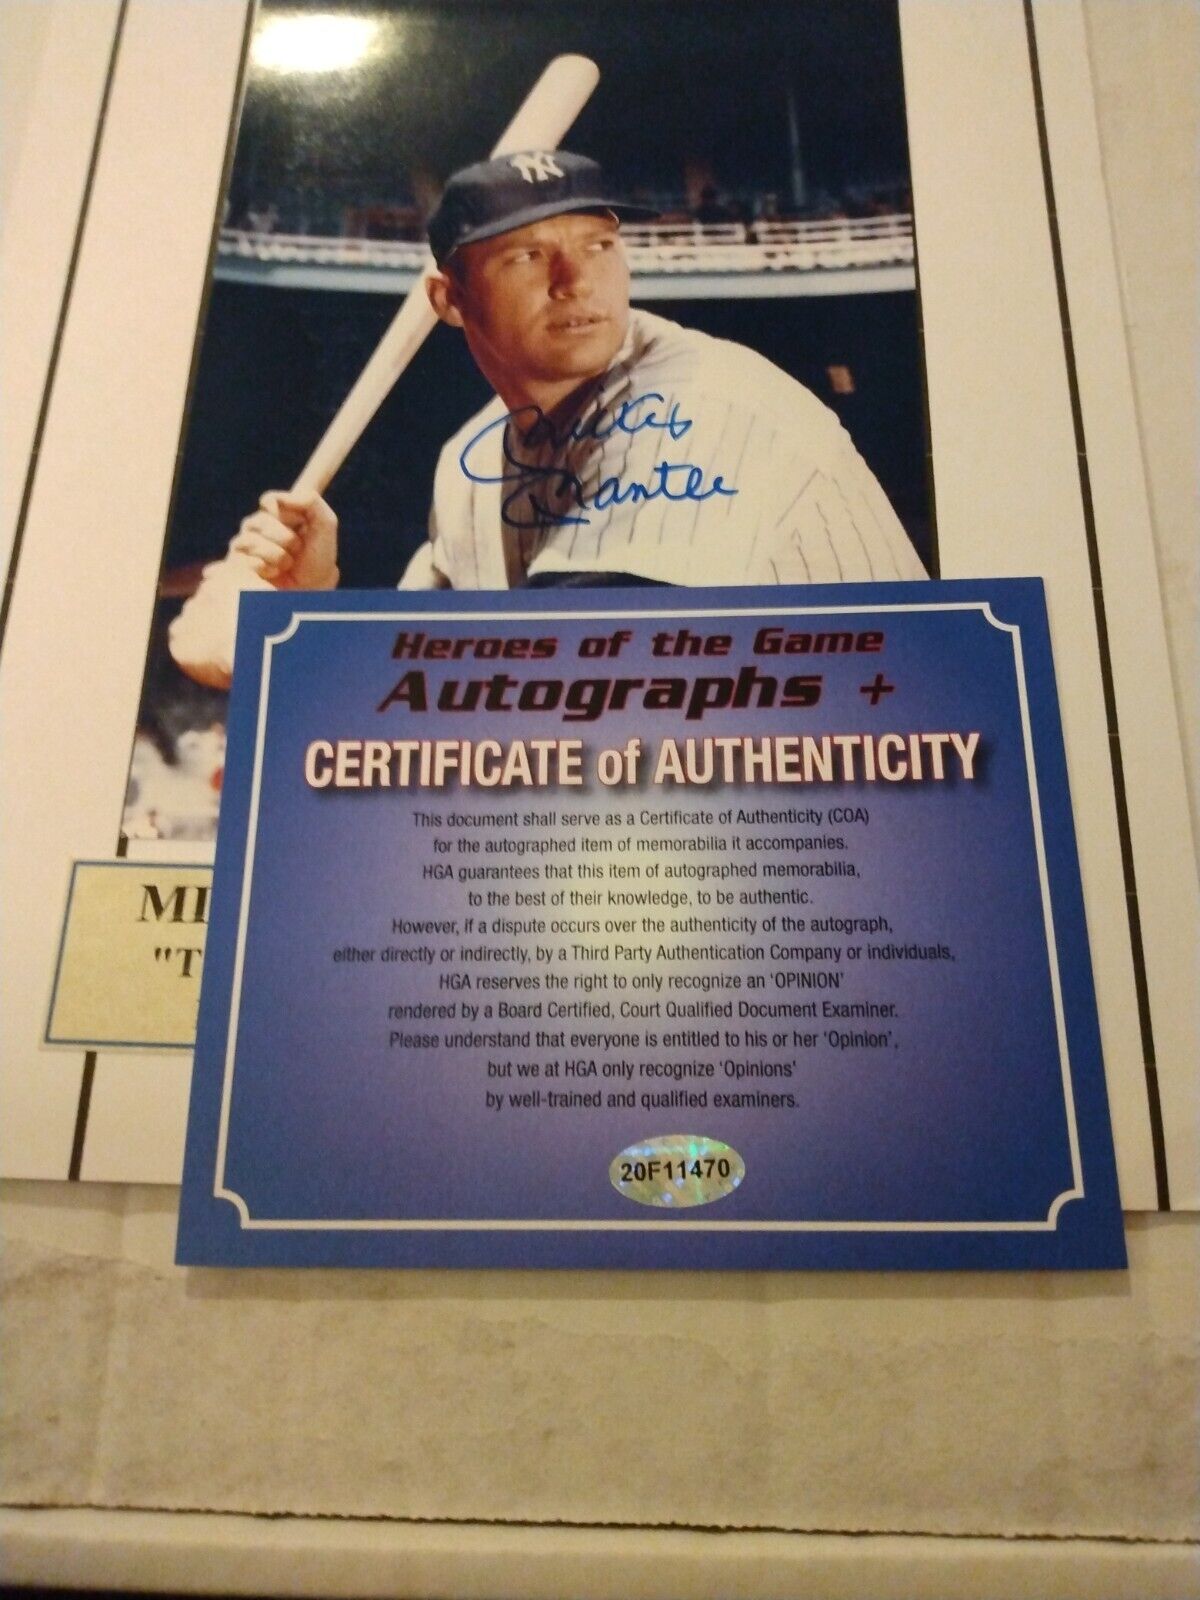 NY
Mickey
Mantle
Heroes of the Game
Autographs +
CERTIFICATE of AUTHENTICITY
This document shall serve as a Certificate of Authenticity (COA)
for the autographed item of memorabilia it accompanies.
HGA guarantees that this item of autographed memorabilia,
to the best of their knowledge, to be authentic.
However, if a dispute occurs over the authenticity of the autograph,
either directly or indirectly, by a Third Party Authentication Company or individuals,
HGA reserves the right to only recognize an 'OPINION'
rendered by a Board Certified, Court Qualified Document Examiner.
Please understand that everyone is entitled to his or her 'Opinion',
but we at HGA only recognize 'Opinions'
by well-trained and qualified examiners.
20F11470
MI
"T